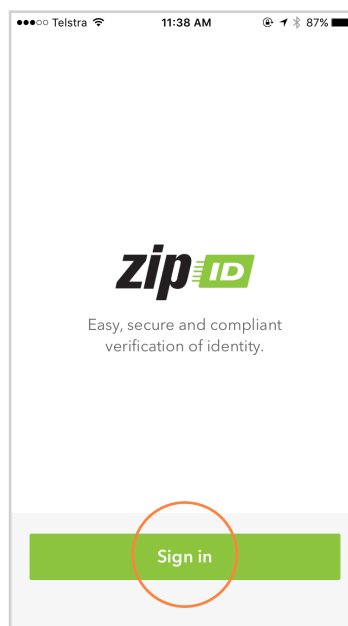 Telstra 11:38 AM 87%
zip ID
Easy, secure and compliant
verification of identity.
Sign in